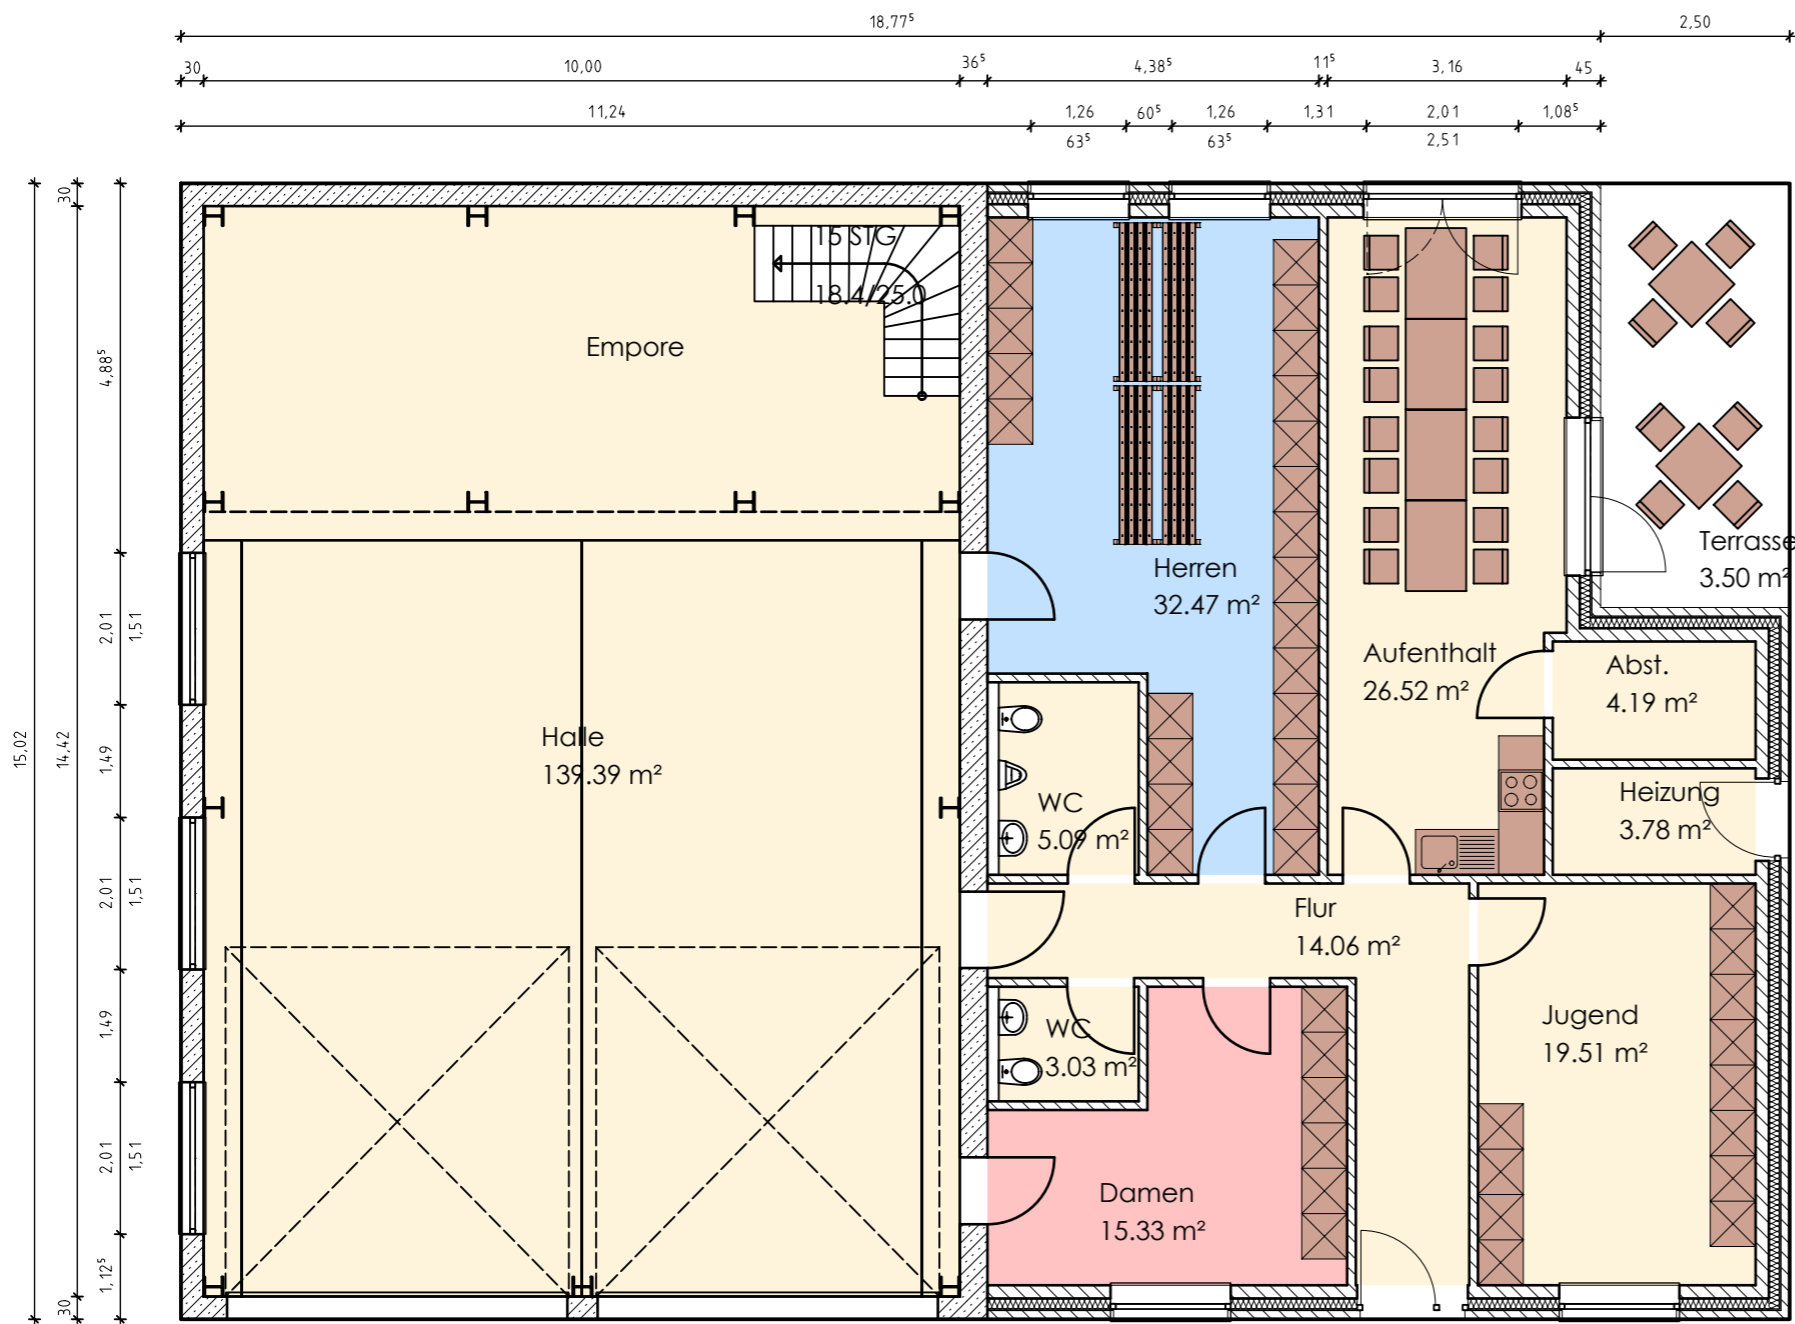 18,77⁵
2,50
30
10,00
36⁵
4,38⁵
11⁵
3,16
45
11,24
1,26
60⁵
1,26
1,31
2,01
1,08⁵
63⁵
63⁵
2,51
30
15 STG
18.4/25.0
Empore
4,88⁵
Terrasse
3.50 m²
Herren
32.47 m²
2,01
1,51
Aufenthalt
26.52 m²
Abst.
4.19 m²
15,02
14,42
1,49
Halle
139.39 m²
WC
5.09 m²
Heizung
3.78 m²
2,01
1,51
Flur
14.06 m²
1,49
WC
3.03 m²
Jugend
19.51 m²
2,01
1,51
Damen
15.33 m²
1,12⁵
30